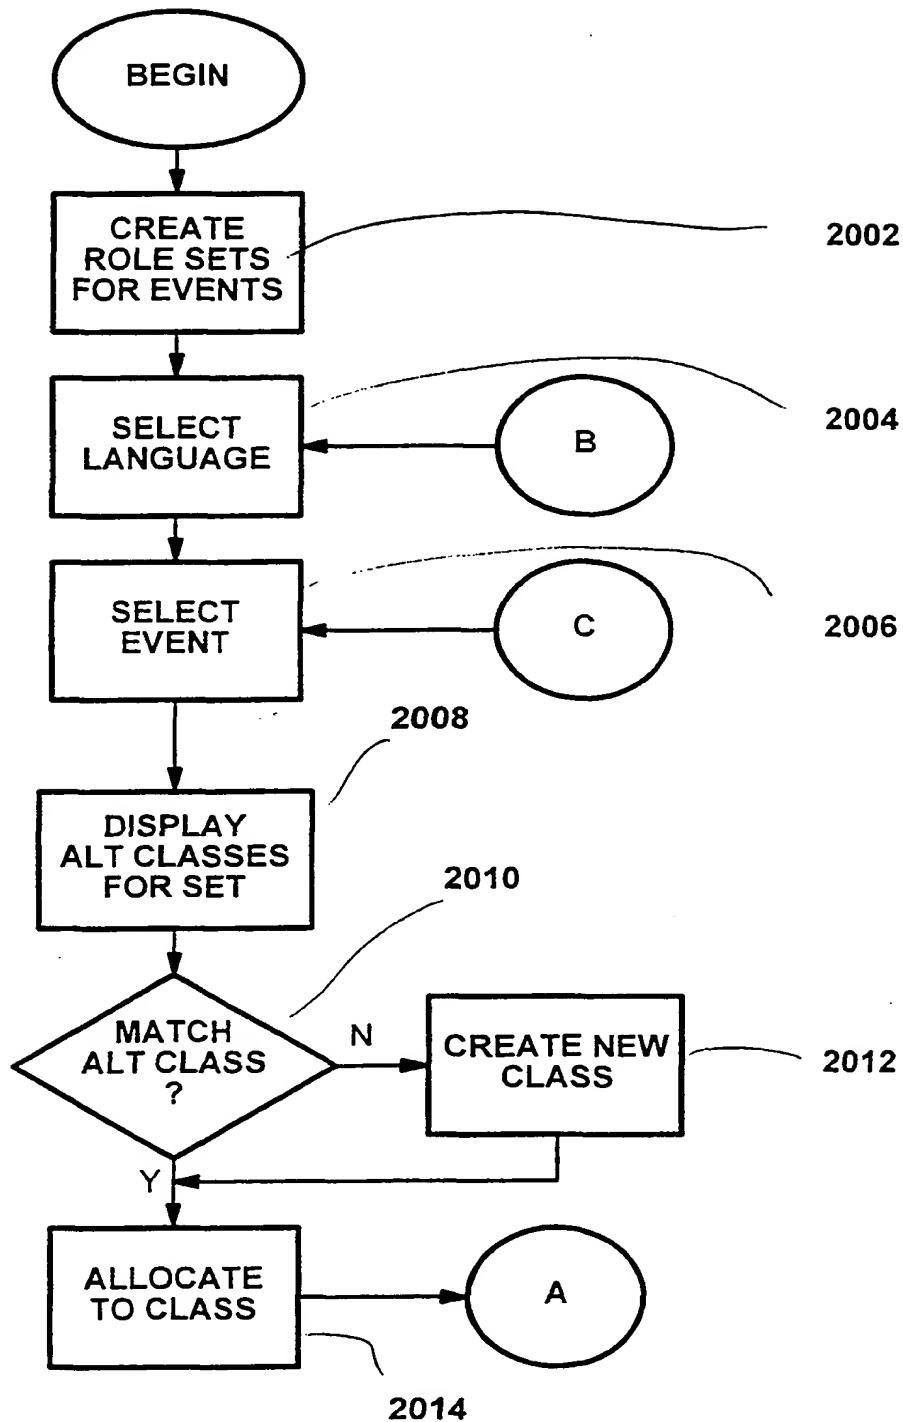 BEGIN
CREATE
ROLE SETS
FOR EVENTS
2002
SELECT
LANGUAGE
B
2004
SELECT
EVENT
C
2006
2008
DISPLAY
ALT CLASSES
FOR SET
2010
MATCH
ALT CLASS
?
N
CREATE NEW
CLASS
2012
Y
ALLOCATE
TO CLASS
A
2014